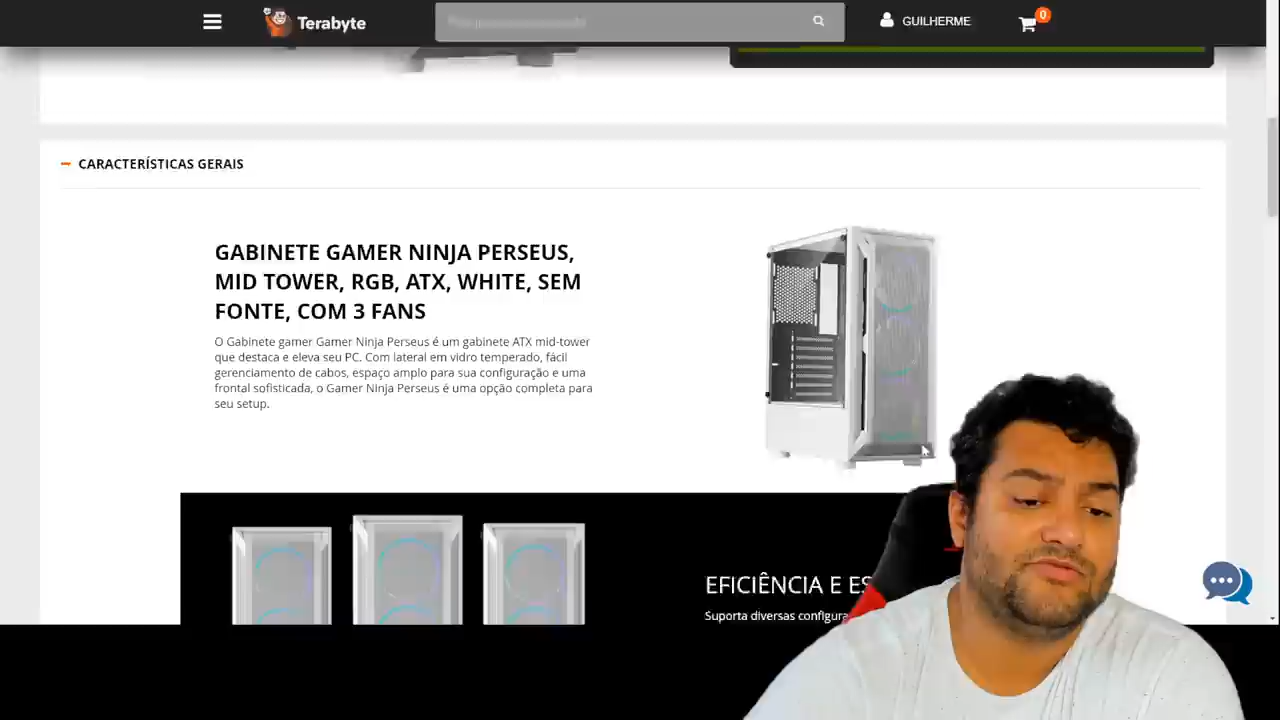 Terabyte
GUILHERME
0
CARACTERÍSTICAS GERAIS
GABINETE GAMER NINJA PERSEUS,
MID TOWER, RGB, ATX, WHITE, SEM
FONTE, COM 3 FANS
O Gabinete gamer Gamer Ninja Perseus é um gabinete ATX mid-tower
que destaca e eleva seu PC. Com lateral em vidro temperado, fácil
gerenciamento de cabos, espaço amplo para sua configuração e uma
frontal sofisticada, o Gamer Ninja Perseus é uma opção completa para
seu setup.
EFICIÊNCIA E ES
Suporta diversas configura